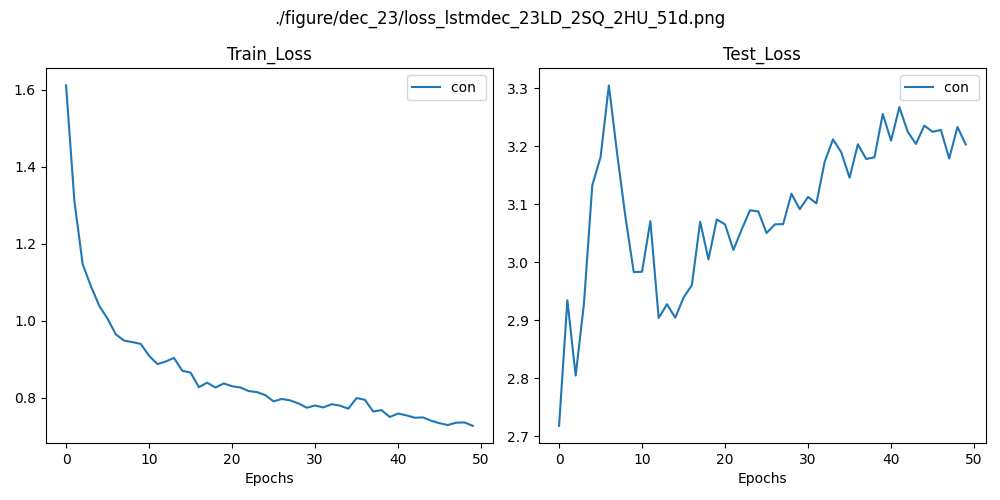 ./figure/dec_23/loss_lstmdec_23LD_2SQ_2HU_51d.png
Train_Loss
con
1.6
1.4
1.2
1.0
0.8
0 10 20 30 40 50
Epochs
Test_Loss
con
3.3
3.2
3.1
3.0
2.9
2.8
2.7
0 10 20 30 40 50
Epochs